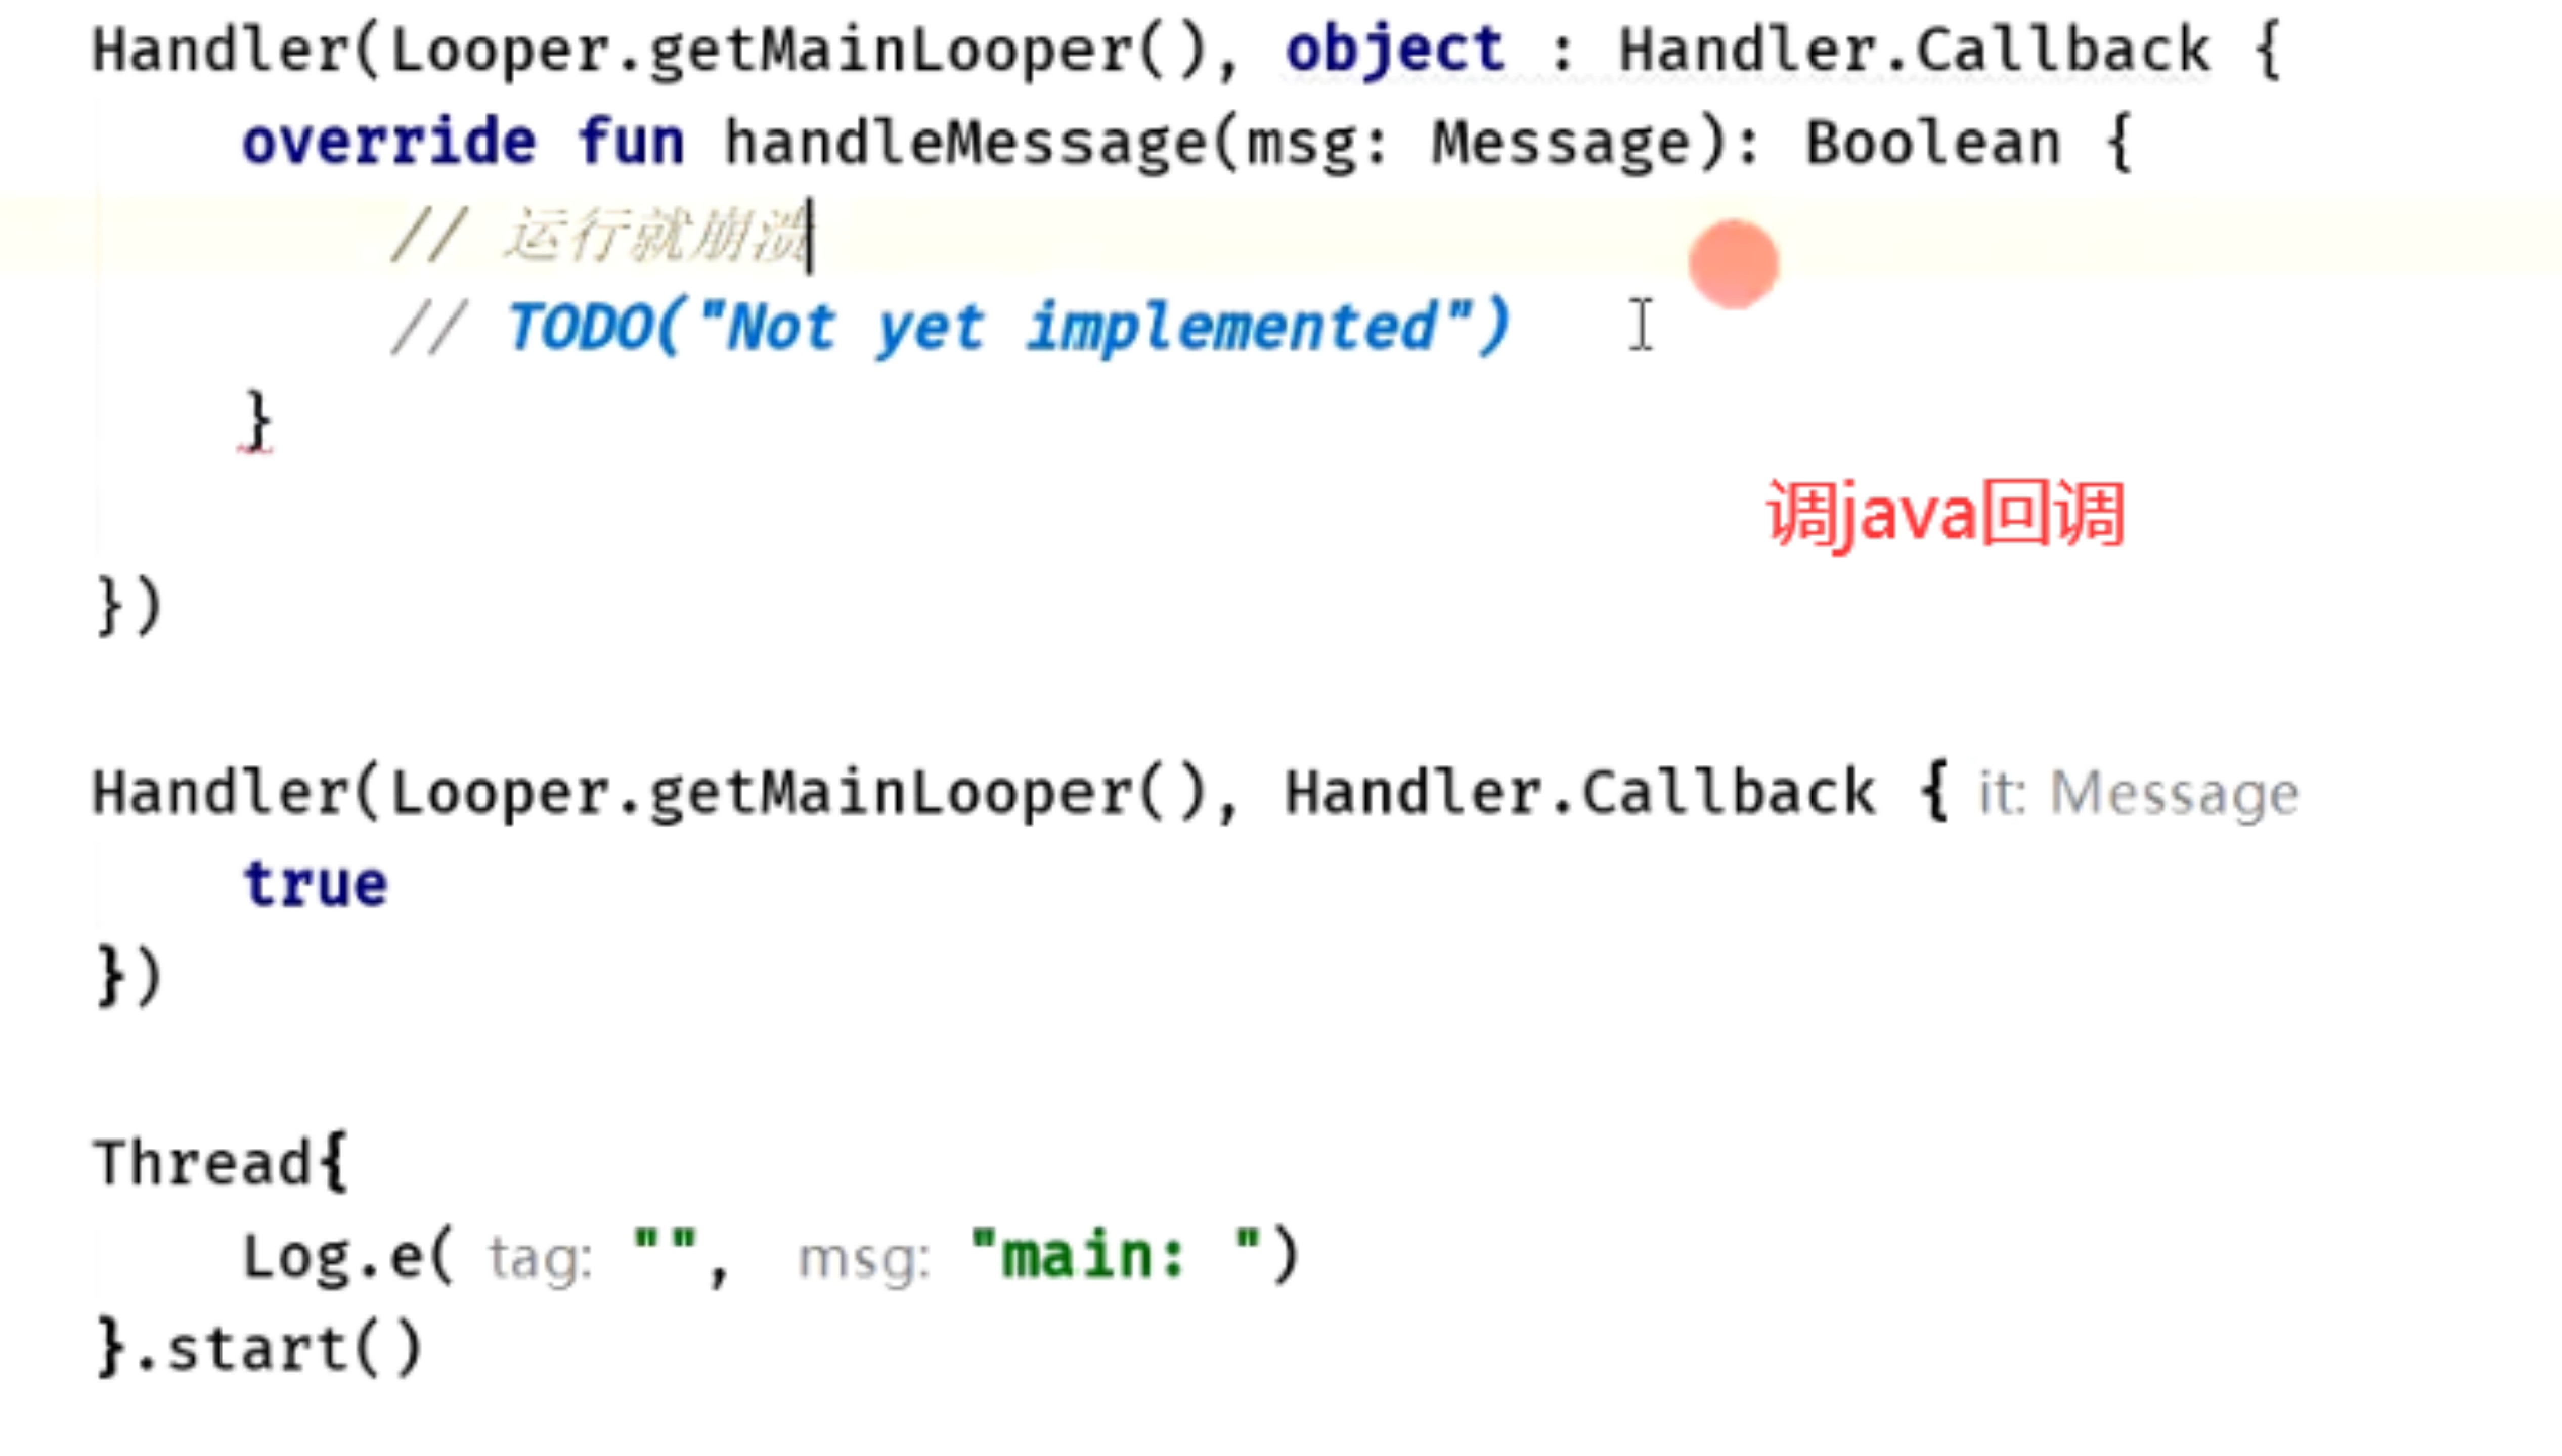 Handler(Looper.getMainLooper(), object : Handler.Callback {
override fun handleMessage(msg: Message): Boolean {
// 运行就崩溃
// TODO("Not yet implemented")
}
调java回调
})
Handler(Looper.getMainLooper(), Handler.Callback { it: Message
true
})
Thread{
Log.e( tag: "", msg: "main: ")
}.start()